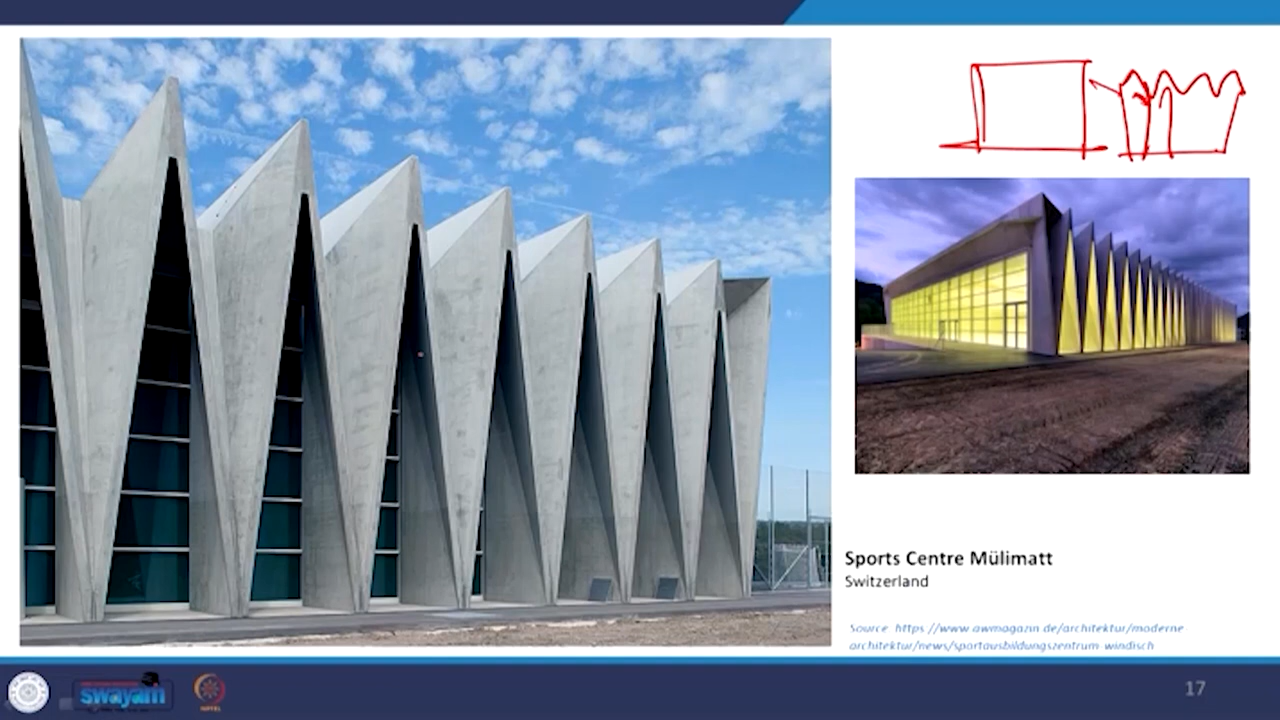 Sports Centre Mülimatt
Switzerland
Source: https://www.awmagazin.de/architektur/moderne
architektur/news/sportausbildungszentrum-windisch
swayam
17